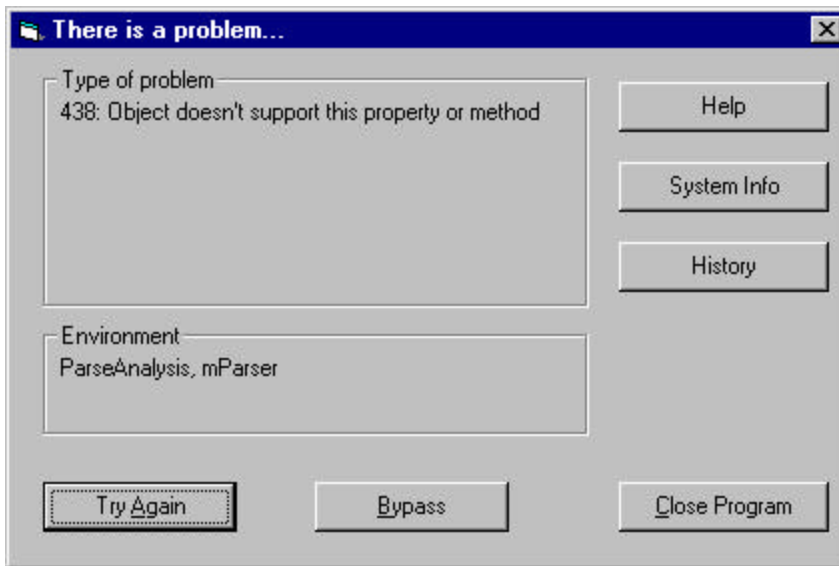 There is a problem...
Type of problem
438: Object doesn't support this property or method
Help
System Info
History
Environment
ParseAnalysis, mParser
Try Again
Bypass
Close Program